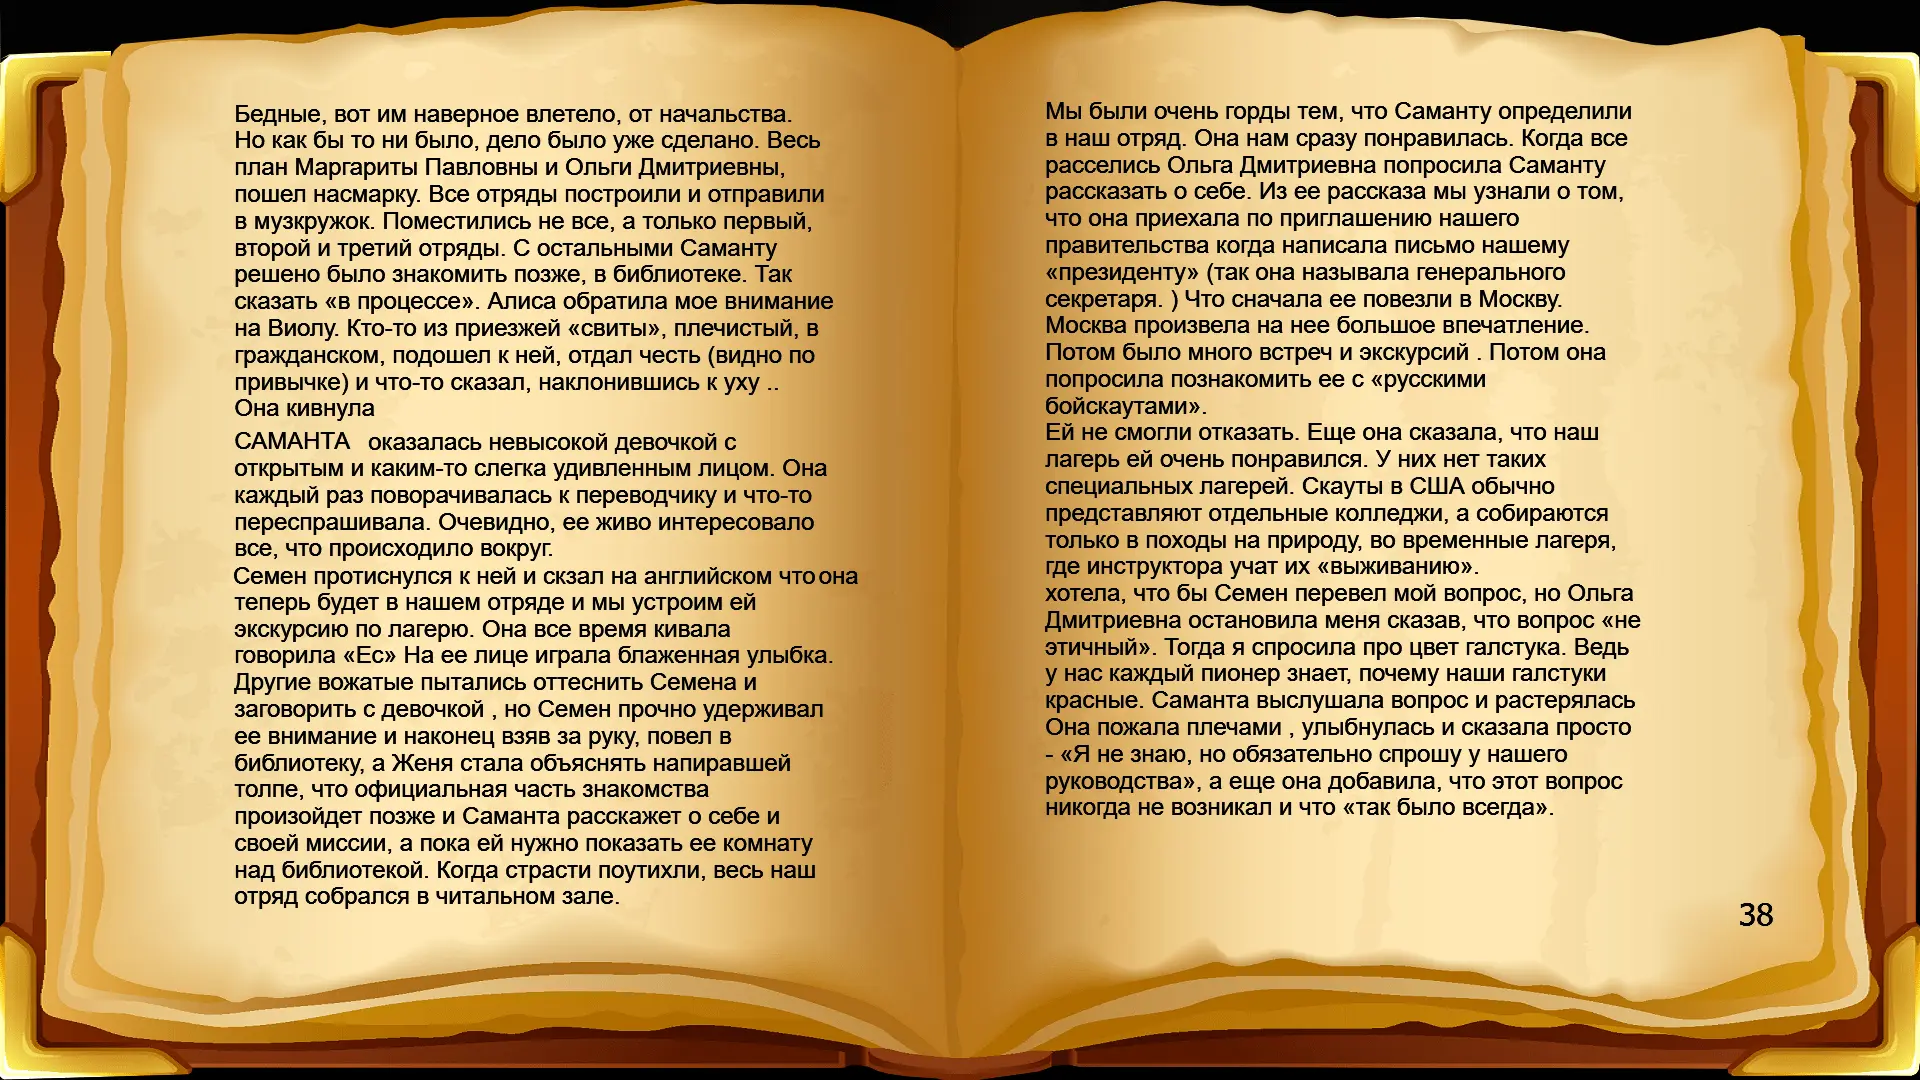 Бедные, вот им наверное влетело, от начальства.
Но как бы то ни было, дело было уже сделано. Весь
план Маргариты Павловны и Ольги Дмитриевны,
пошел насмарку. Все отряды построили и отправили
в музкружок. Поместились не все, а только первый,
второй и третий отряды. С остальными Саманту
решено было знакомить позже, в библиотеке. Так
сказать «в процессе». Алиса обратила мое внимание
на Виолу. Кто-то из приезжей «свиты», плечистый, в
гражданском, подошел к ней, отдал честь (видно по
привычке) и что-то сказал, наклонившись к уху ..
Она кивнула
САМАНТА оказалась невысокой девочкой с
открытым и каким-то слегка удивленным лицом. Она
каждый раз поворачивалась к переводчику и что-то
переспрашивала. Очевидно, ее живо интересовало
все, что происходило вокруг.
Семен протиснулся к ней и скзал на английском что она
теперь будет в нашем отряде и мы устроим ей
экскурсию по лагерю. Она все время кивала
говорила «Ес» На ее лице играла блаженная улыбка.
Другие вожатые пытались оттеснить Семена и
заговорить с девочкой , но Семен прочно удерживал
ее внимание и наконец взяв за руку, повел в
библиотеку, а Женя стала объяснять напиравшей
толпе, что официальная часть знакомства
произойдет позже и Саманта расскажет о себе и
своей миссии, а пока ей нужно показать ее комнату
над библиотекой. Когда страсти поутихли, весь наш
отряд собрался в читальном зале.
Мы были очень горды тем, что Саманту определили
в наш отряд. Она нам сразу понравилась. Когда все
расселись Ольга Дмитриевна попросила Саманту
рассказать о себе. Из ее рассказа мы узнали о том,
что она приехала по приглашению нашего
правительства когда написала письмо нашему
«президенту» (так она называла генерального
секретаря. ) Что сначала ее повезли в Москву.
Москва произвела на нее большое впечатление.
Потом было много встреч и экскурсий . Потом она
попросила познакомить ее с «русскими
бойскаутами».
Ей не смогли отказать. Еще она сказала, что наш
лагерь ей очень понравился. У них нет таких
специальных лагерей. Скауты в США обычно
представляют отдельные колледжи, а собираются
только в походы на природу, во временные лагеря,
где инструктора учат их «выживанию».
хотела, что бы Семен перевел мой вопрос, но Ольга
Дмитриевна остановила меня сказав, что вопрос «не
этичный». Тогда я спросила про цвет галстука. Ведь
у нас каждый пионер знает, почему наши галстуки
красные. Саманта выслушала вопрос и растерялась
Она пожала плечами , улыбнулась и сказала просто
- «Я не знаю, но обязательно спрошу у нашего
руководства», а еще она добавила, что этот вопрос
никогда не возникал и что «так было всегда».
38